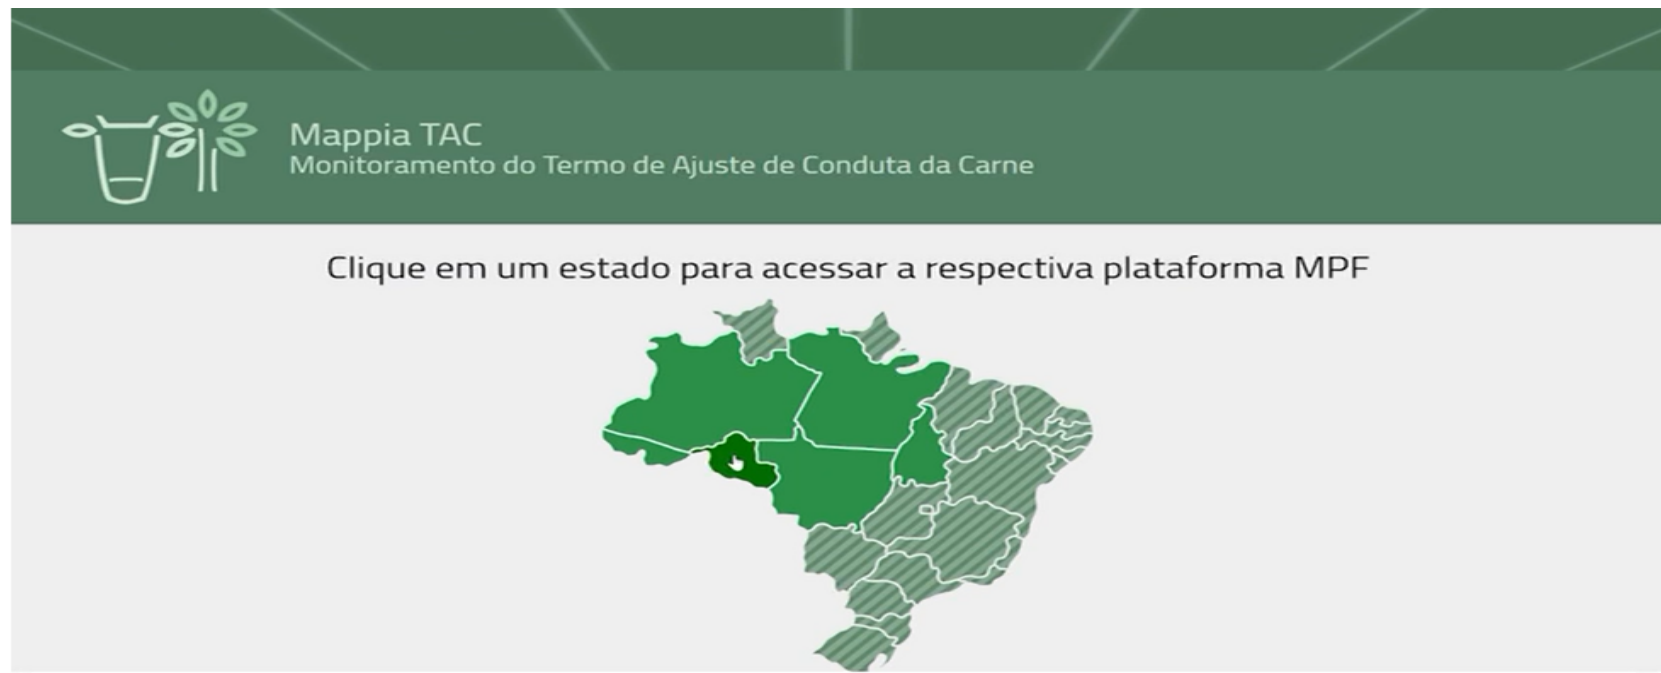 Mappia TAC
Monitoramento do Termo de Ajuste de Conduta da Carne
Clique em um estado para acessar a respectiva plataforma MPF